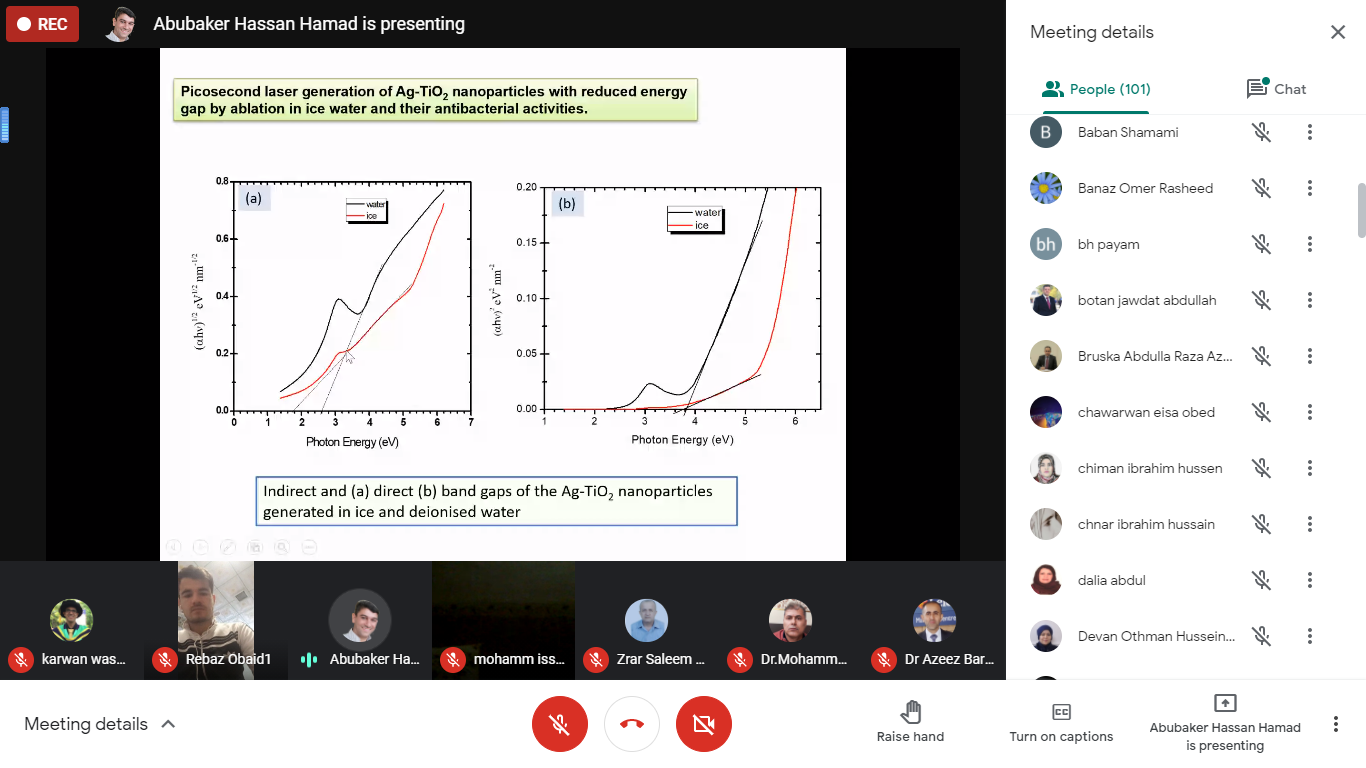 REC
Abubaker Hassan Hamad is presenting
Picosecond laser generation of Ag-TiO₂ nanoparticles with reduced energy
gap by ablation in ice water and their antibacterial activities.
(a)
water
ice
0.8
0.6
0.4
0.2
0.0
0 1 2 3 4 5 6 7
(αhν)^1/2 eV^1/2 nm^-1/2
Photon Energy (eV)
(b)
water
ice
0.20
0.15
0.10
0.05
0.00
1 2 3 4 5 6
(αhν)² eV² nm⁻²
Photon Energy (eV)
Indirect and (a) direct (b) band gaps of the Ag-TiO₂ nanoparticles
generated in ice and deionised water
karwan was...
Rebaz Obaid1
Abubaker Ha...
mohamm iss...
Zrar Saleem ...
Dr.Mohamm...
Dr Azeez Bar...
Meeting details
People (101)
Chat
B
Baban Shamami
Banaz Omer Rasheed
bh
bh payam
botan jawdat abdullah
Bruska Abdulla Raza Az...
chawarwan eisa obed
chiman ibrahim hussen
chnar ibrahim hussain
dalia abdul
Devan Othman Hussein...
Meeting details
Raise hand
CC
Turn on captions
Abubaker Hassan Hamad
is presenting